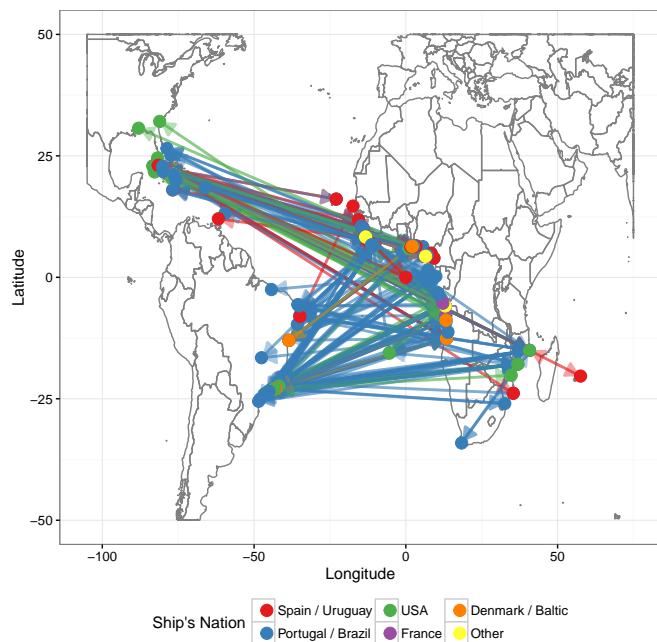 50
25
0
−25
−50
Latitude
−100
−50
0
50
Longitude
Ship's Nation
Spain / Uruguay
USA
Denmark / Baltic
Portugal / Brazil
France
Other